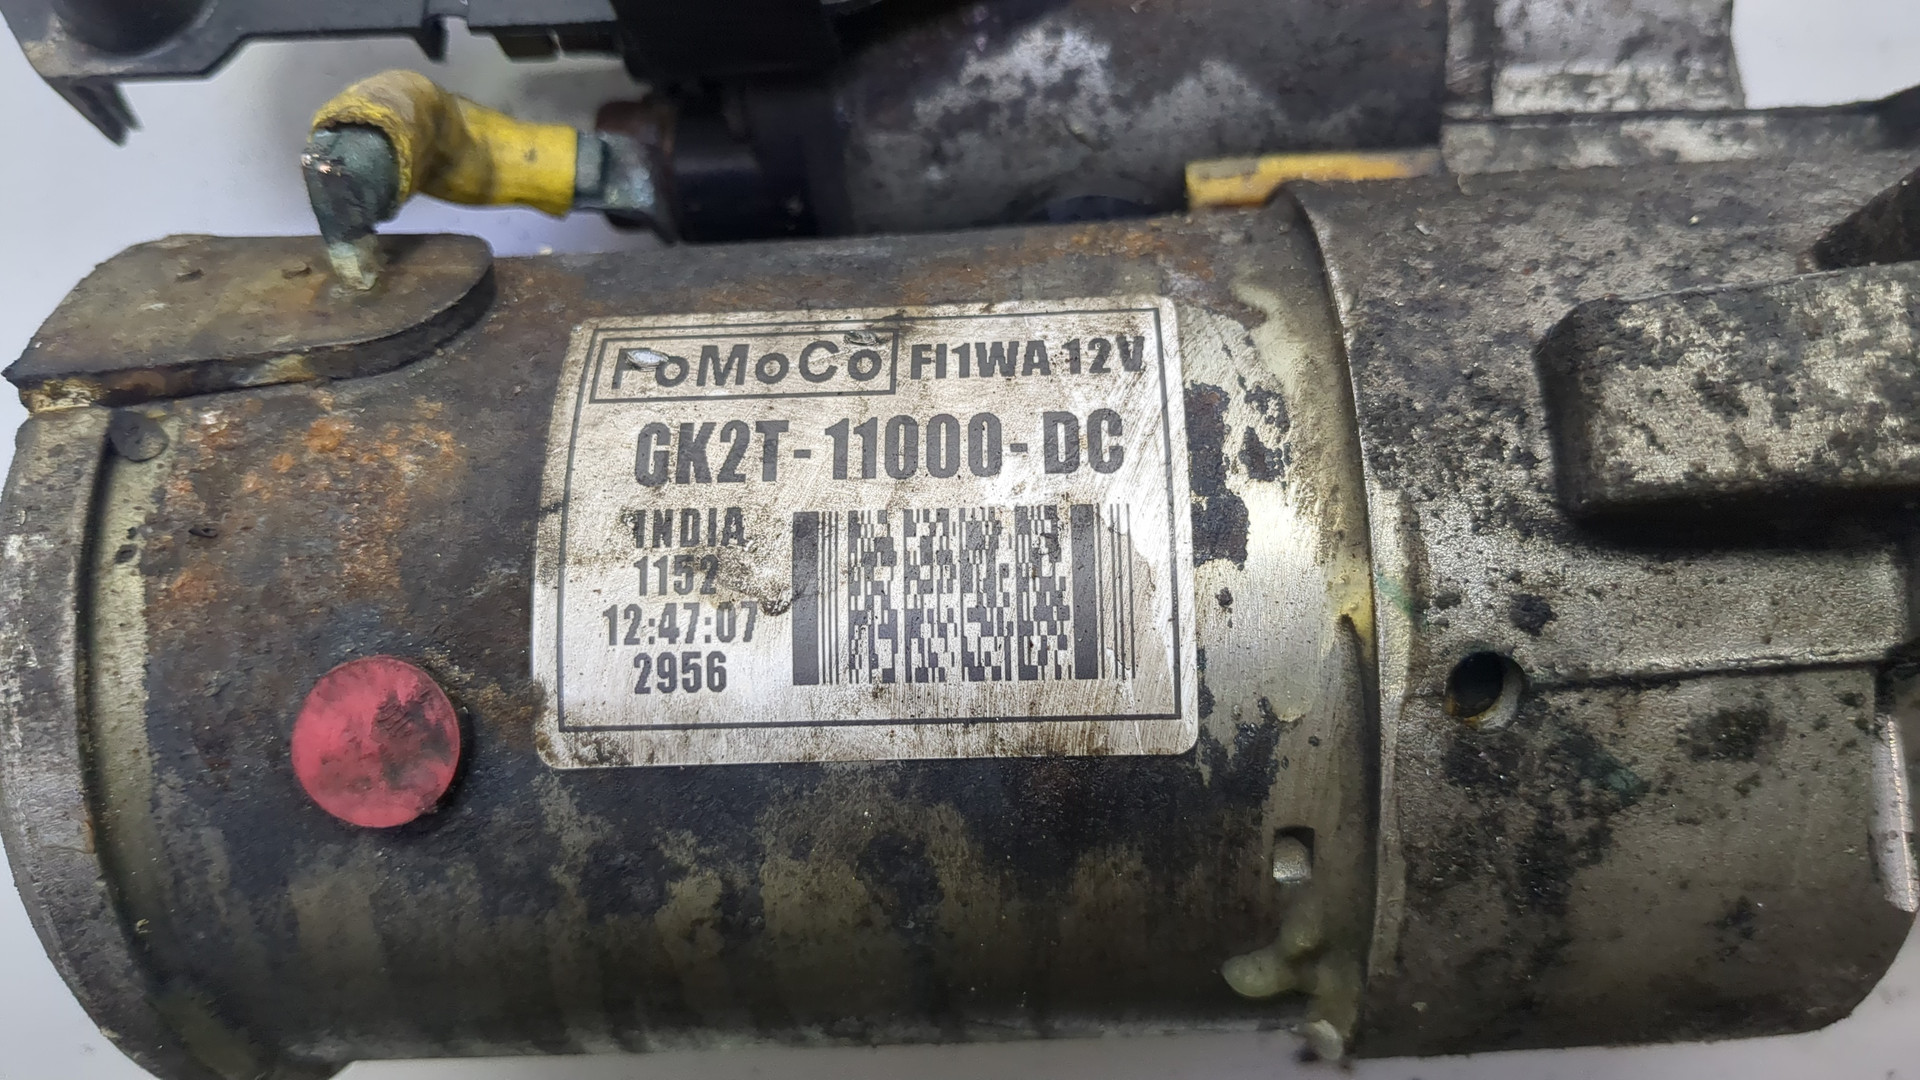 FoMoCo FI1WA 12V
GK2T-11000-DC
INDIA
1152
12:47:07
2956